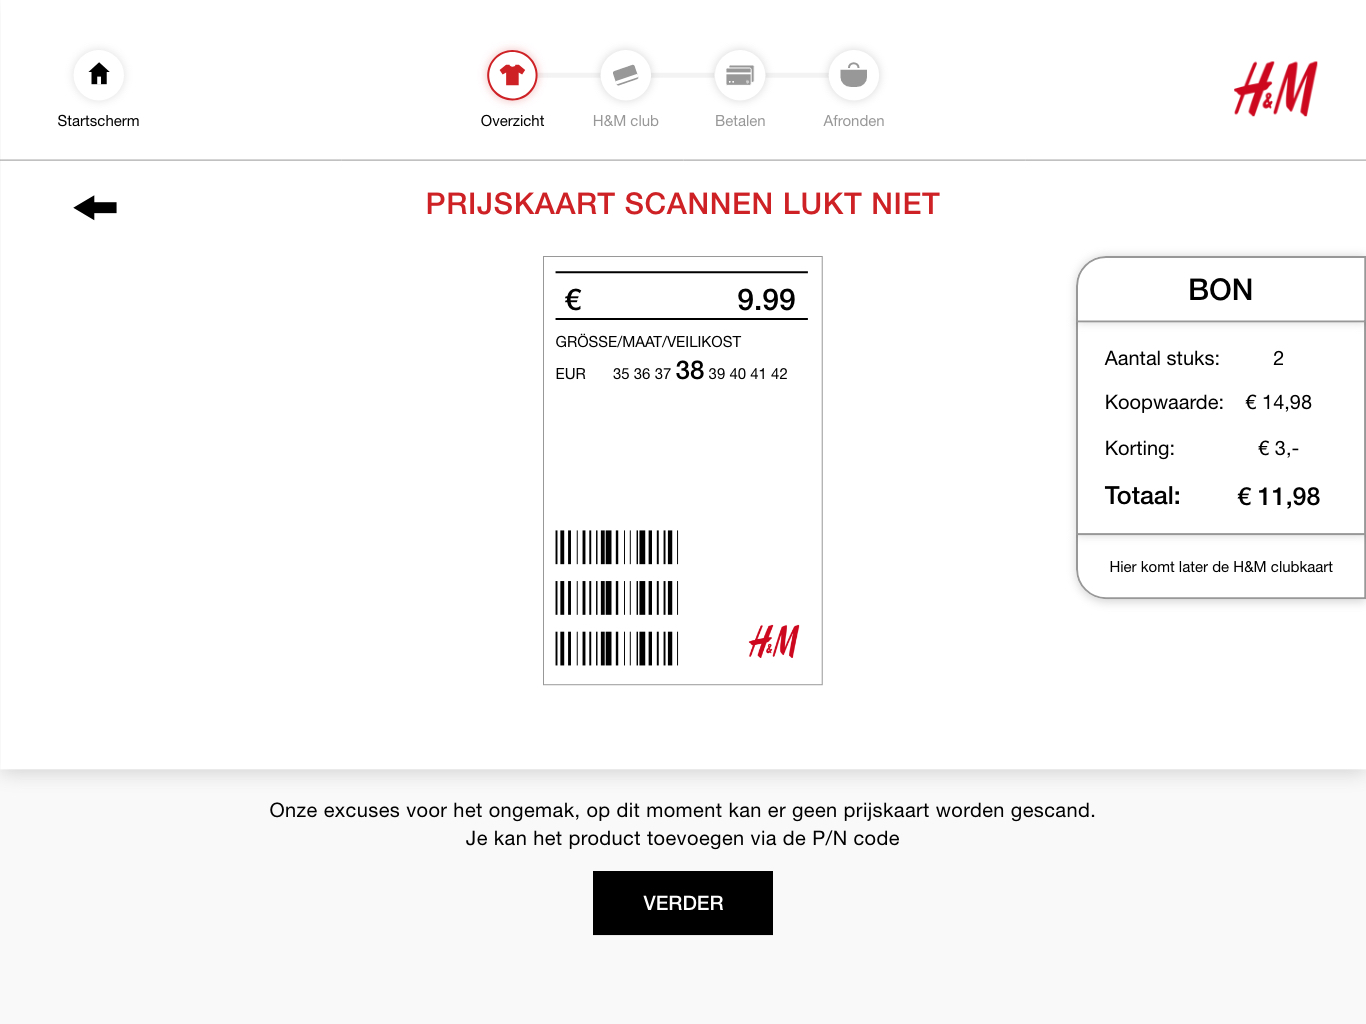 Startscherm
Overzicht
H&M club
Betalen
Afronden
H&M
PRIJSKAART SCANNEN LUKT NIET
€ 9.99
GRÖSSE/MAAT/VEILIKOST
EUR 35 36 37 38 39 40 41 42
H&M
BON
Aantal stuks: 2
Koopwaarde: € 14,98
Korting: € 3,-
Totaal: € 11,98
Hier komt later de H&M clubkaart
Onze excuses voor het ongemak, op dit moment kan er geen prijskaart worden gescand.
Je kan het product toevoegen via de P/N code
VERDER